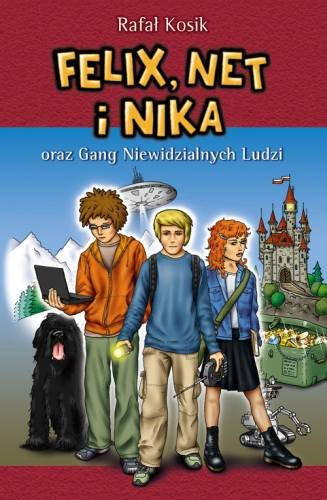 Rafał Kosik
FELIX, NET
i NIKA
oraz Gang Niewidzialnych Ludzi